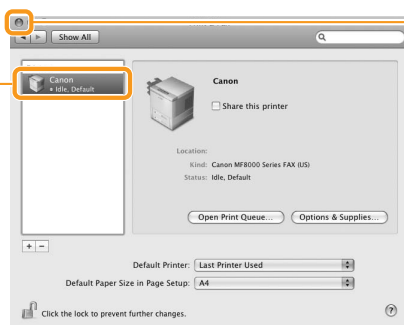 Show All
Canon
• Idle, Default
Canon
Share this printer
Location:
Kind: Canon MF8000 Series FAX (US)
Status: Idle, Default
Open Print Queue...
Options & Supplies...
+ -
Default Printer: Last Printer Used
Default Paper Size in Page Setup: A4
Click the lock to prevent further changes.
?